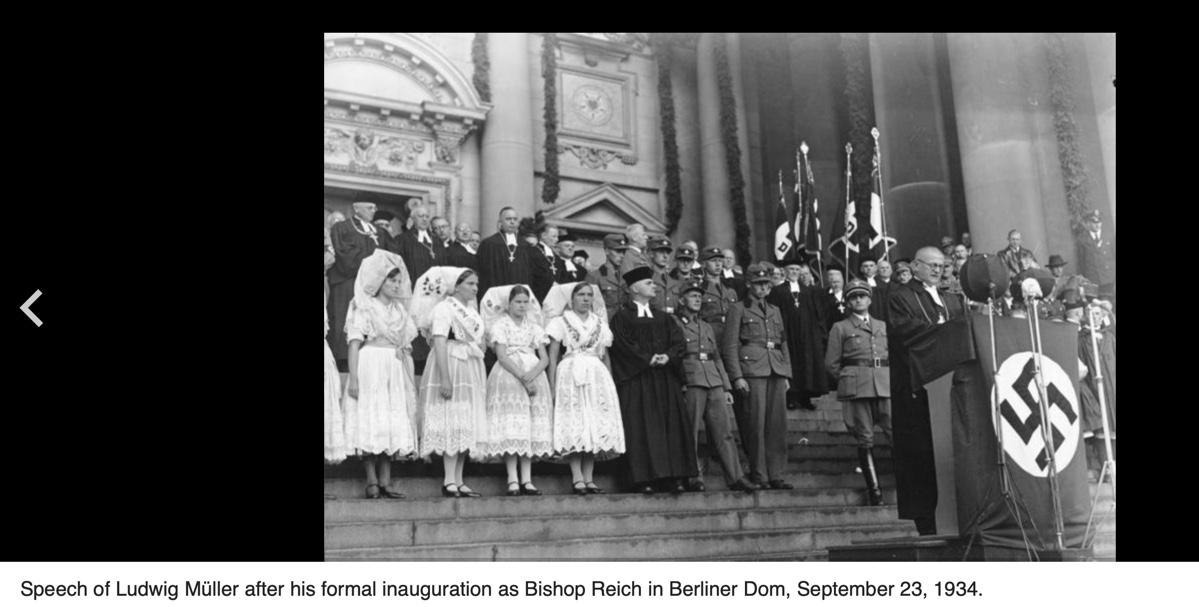 Speech of Ludwig Müller after his formal inauguration as Bishop Reich in Berliner Dom, September 23, 1934.